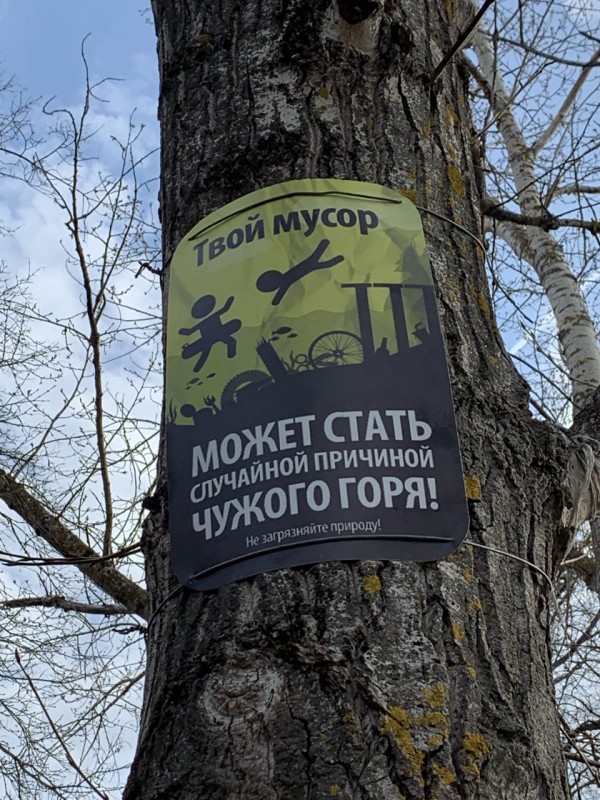 Твой мусор
МОЖЕТ СТАТЬ
СЛУЧАЙНОЙ ПРИЧИНОЙ
ЧУЖОГО ГОРЯ!
Не загрязняйте природу!